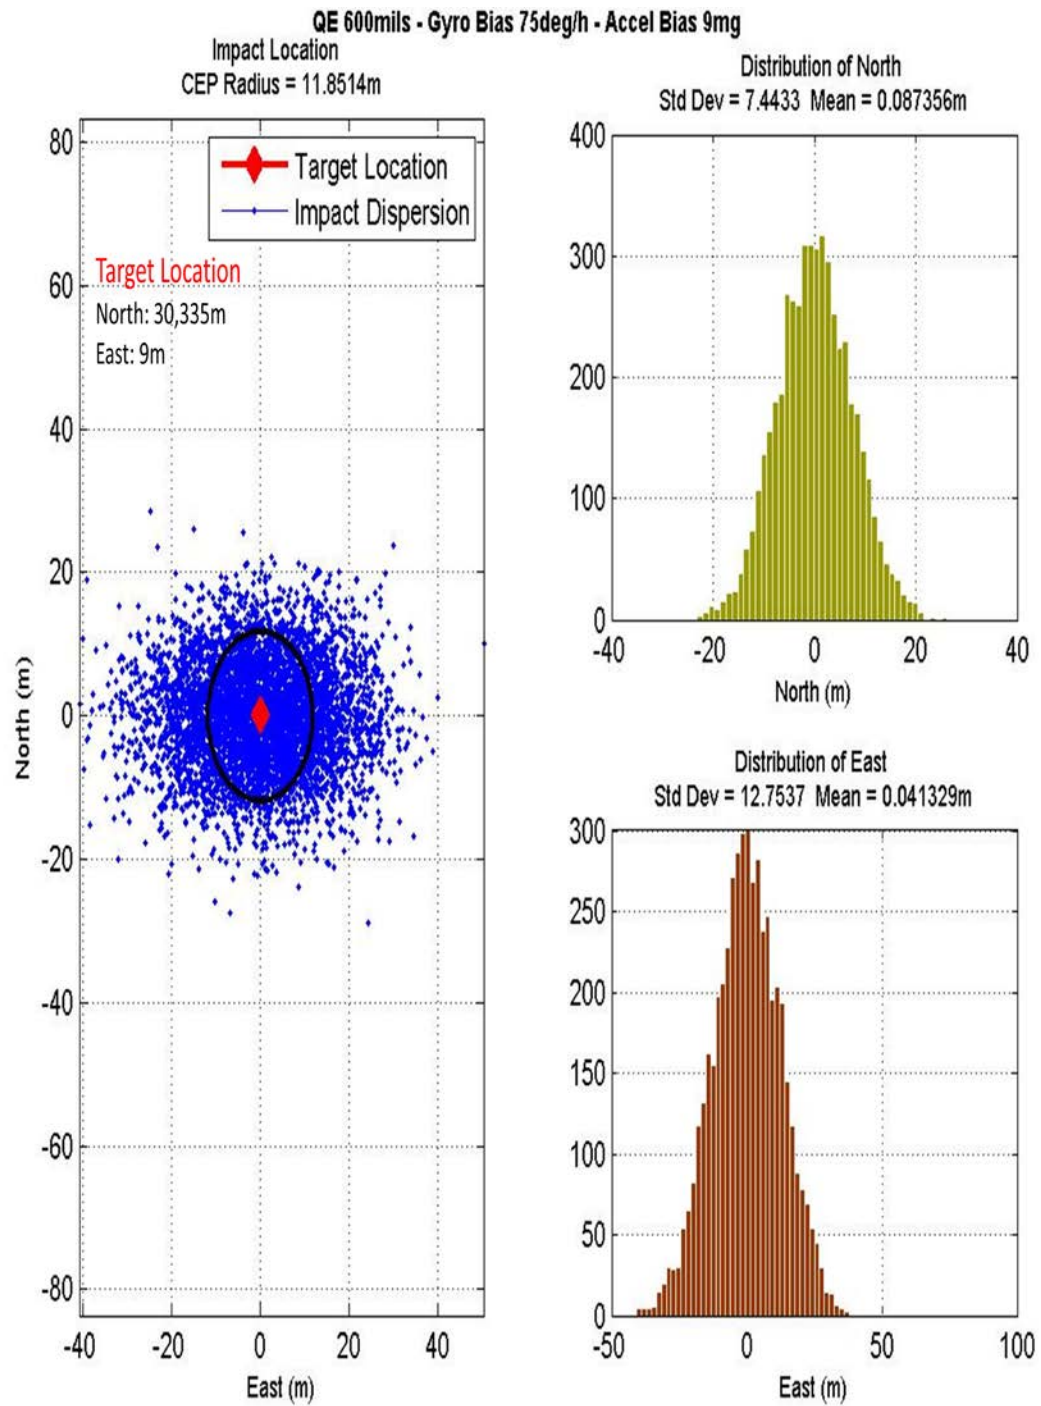 QE 600mils - Gyro Bias 75deg/h - Accel Bias 9mg
Impact Location
CEP Radius = 11.8514m
80
60
40
20
0
-20
-40
-60
-80
North (m)
Target Location
Impact Dispersion
Target Location
North: 30,335m
East: 9m
-40 -20 0 20 40
East (m)
Distribution of North
Std Dev = 7.4433 Mean = 0.087356m
400
300
200
100
0
-40 -20 0 20 40
North (m)
Distribution of East
Std Dev = 12.7537 Mean = 0.041329m
300
250
200
150
100
50
0
-50 0 50 100
East (m)